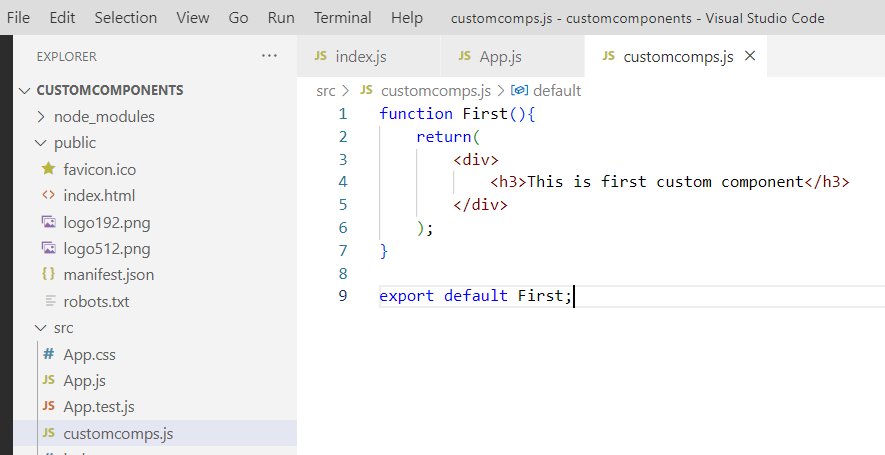 File Edit Selection View Go Run Terminal Help customcomps.js - customcomponents - Visual Studio Code
EXPLORER ···
CUSTOMCOMPONENTS
node_modules
public
favicon.ico
<> index.html
logo192.png
logo512.png
{} manifest.json
robots.txt
src
# App.css
JS App.js
JS App.test.js
JS customcomps.js
JS index.js JS App.js JS customcomps.js ×
src > JS customcomps.js > default
1 function First(){
2     return(
3         <div>
4             <h3>This is first custom component</h3>
5         </div>
6     );
7 }
8
9 export default First;